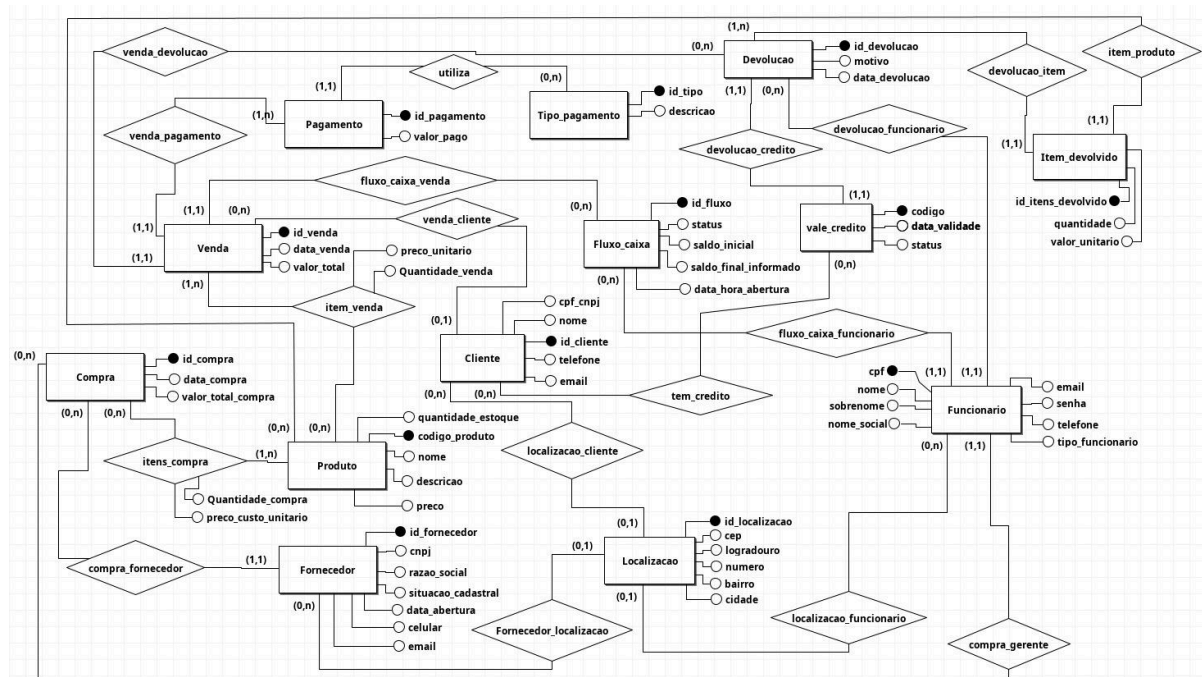 (1,n)
venda_devolucao
(0,n)
Devolucao
id_devolucao
motivo
data_devolucao
item_produto
utiliza
devolucao_item
(1,1)
(0,n)
(1,1)
(0,n)
(1,n)
Pagamento
id_pagamento
valor_pago
Tipo_pagamento
id_tipo
descricao
venda_pagamento
devolucao_funcionario
(1,1)
(1,1)
Item_devolvido
devolucao_credito
fluxo_caixa_venda
id_itens_devolvido
quantidade
valor_unitario
(1,1)
(0,n)
venda_cliente
(0,n)
id_fluxo
(1,1)
(1,1)
Venda
id_venda
data_venda
valor_total
Fluxo_caixa
status
saldo_inicial
saldo_final_informado
data_hora_abertura
vale_credito
codigo
data_validade
status
preco_unitario
Quantidade_venda
(1,1)
(1,n)
(0,n)
(0,n)
item_venda
cpf_cnpj
nome
id_cliente
telefone
email
(0,1)
Cliente
fluxo_caixa_funcionario
(0,n)
Compra
id_compra
data_compra
valor_total_compra
(0,n)
(0,n)
tem_credito
(1,1)
(1,1)
cpf
nome
sobrenome
nome_social
Funcionario
email
senha
telefone
tipo_funcionario
(0,n)
(0,n)
quantidade_estoque
codigo_produto
nome
descricao
preco
(0,n)
(0,n)
(0,n)
(1,1)
itens_compra
(1,n)
Produto
localizacao_cliente
Quantidade_compra
preco_custo_unitario
id_fornecedor
cnpj
razao_social
situacao_cadastral
data_abertura
celular
email
(0,1)
id_localizacao
cep
logradouro
numero
bairro
cidade
compra_fornecedor
(1,1)
Fornecedor
(0,1)
Localizacao
(0,n)
(0,1)
Fornecedor_localizacao
localizacao_funcionario
compra_gerente